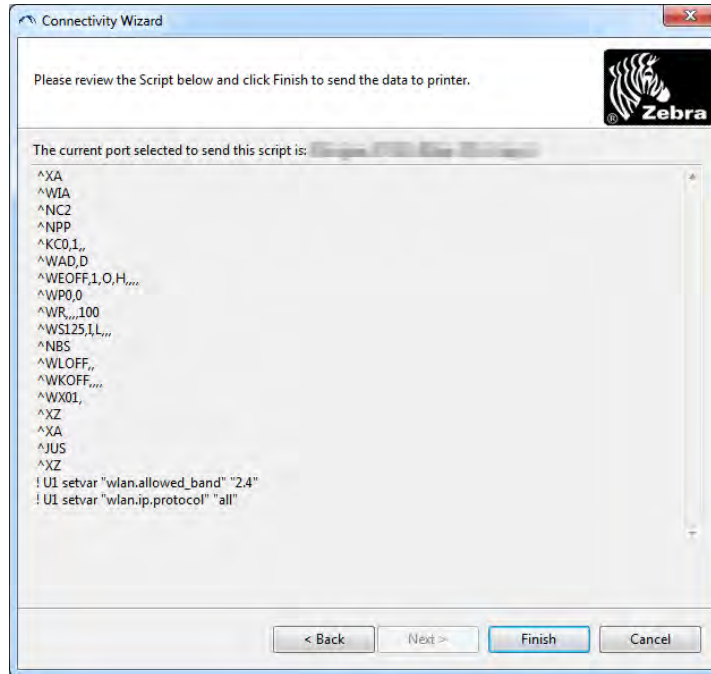 Connectivity Wizard
Please review the Script below and click Finish to send the data to printer.
® Zebra
The current port selected to send this script is:
^XA
^WIA
^NC2
^NPP
^KC0,1,,
^WAD,D
^WEOFF,1,O,H,,,,
^WP0,0
^WR,,,,100
^WS125,I,L,,,
^NBS
^WLOFF,,
^WKOFF,,,,
^WX01,
^XZ
^XA
^JUS
^XZ
! U1 setvar "wlan.allowed_band" "2.4"
! U1 setvar "wlan.ip.protocol" "all"
< Back Next > Finish Cancel